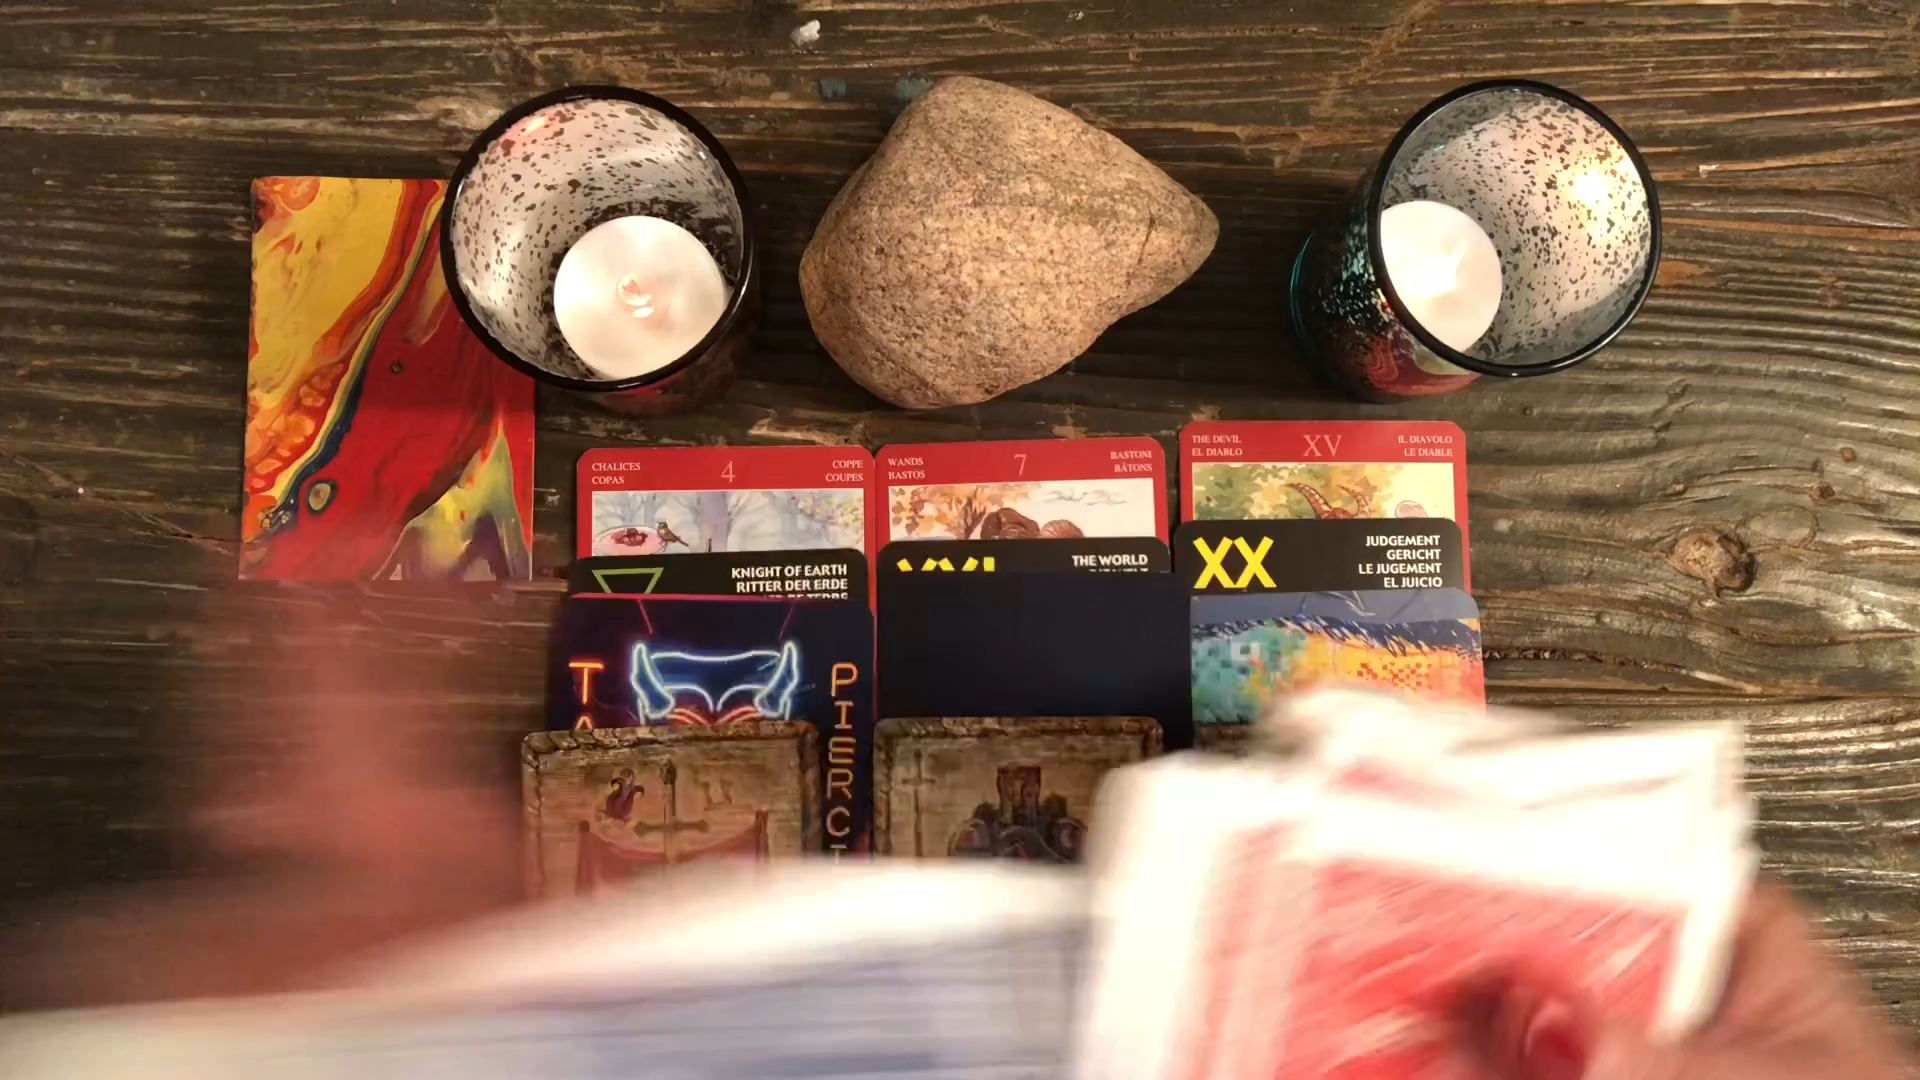 CHALICES 4 COPPE
COPAS COUPES
WANDS 7 BASTONI
BASTOS BÂTONS
THE DEVIL XV IL DIAVOLO
EL DIABLO LE DIABLE
KNIGHT OF EARTH
RITTER DER ERDE
THE WORLD
XX JUDGEMENT
GERICHT
LE JUGEMENT
EL JUICIO
TA
PIERC